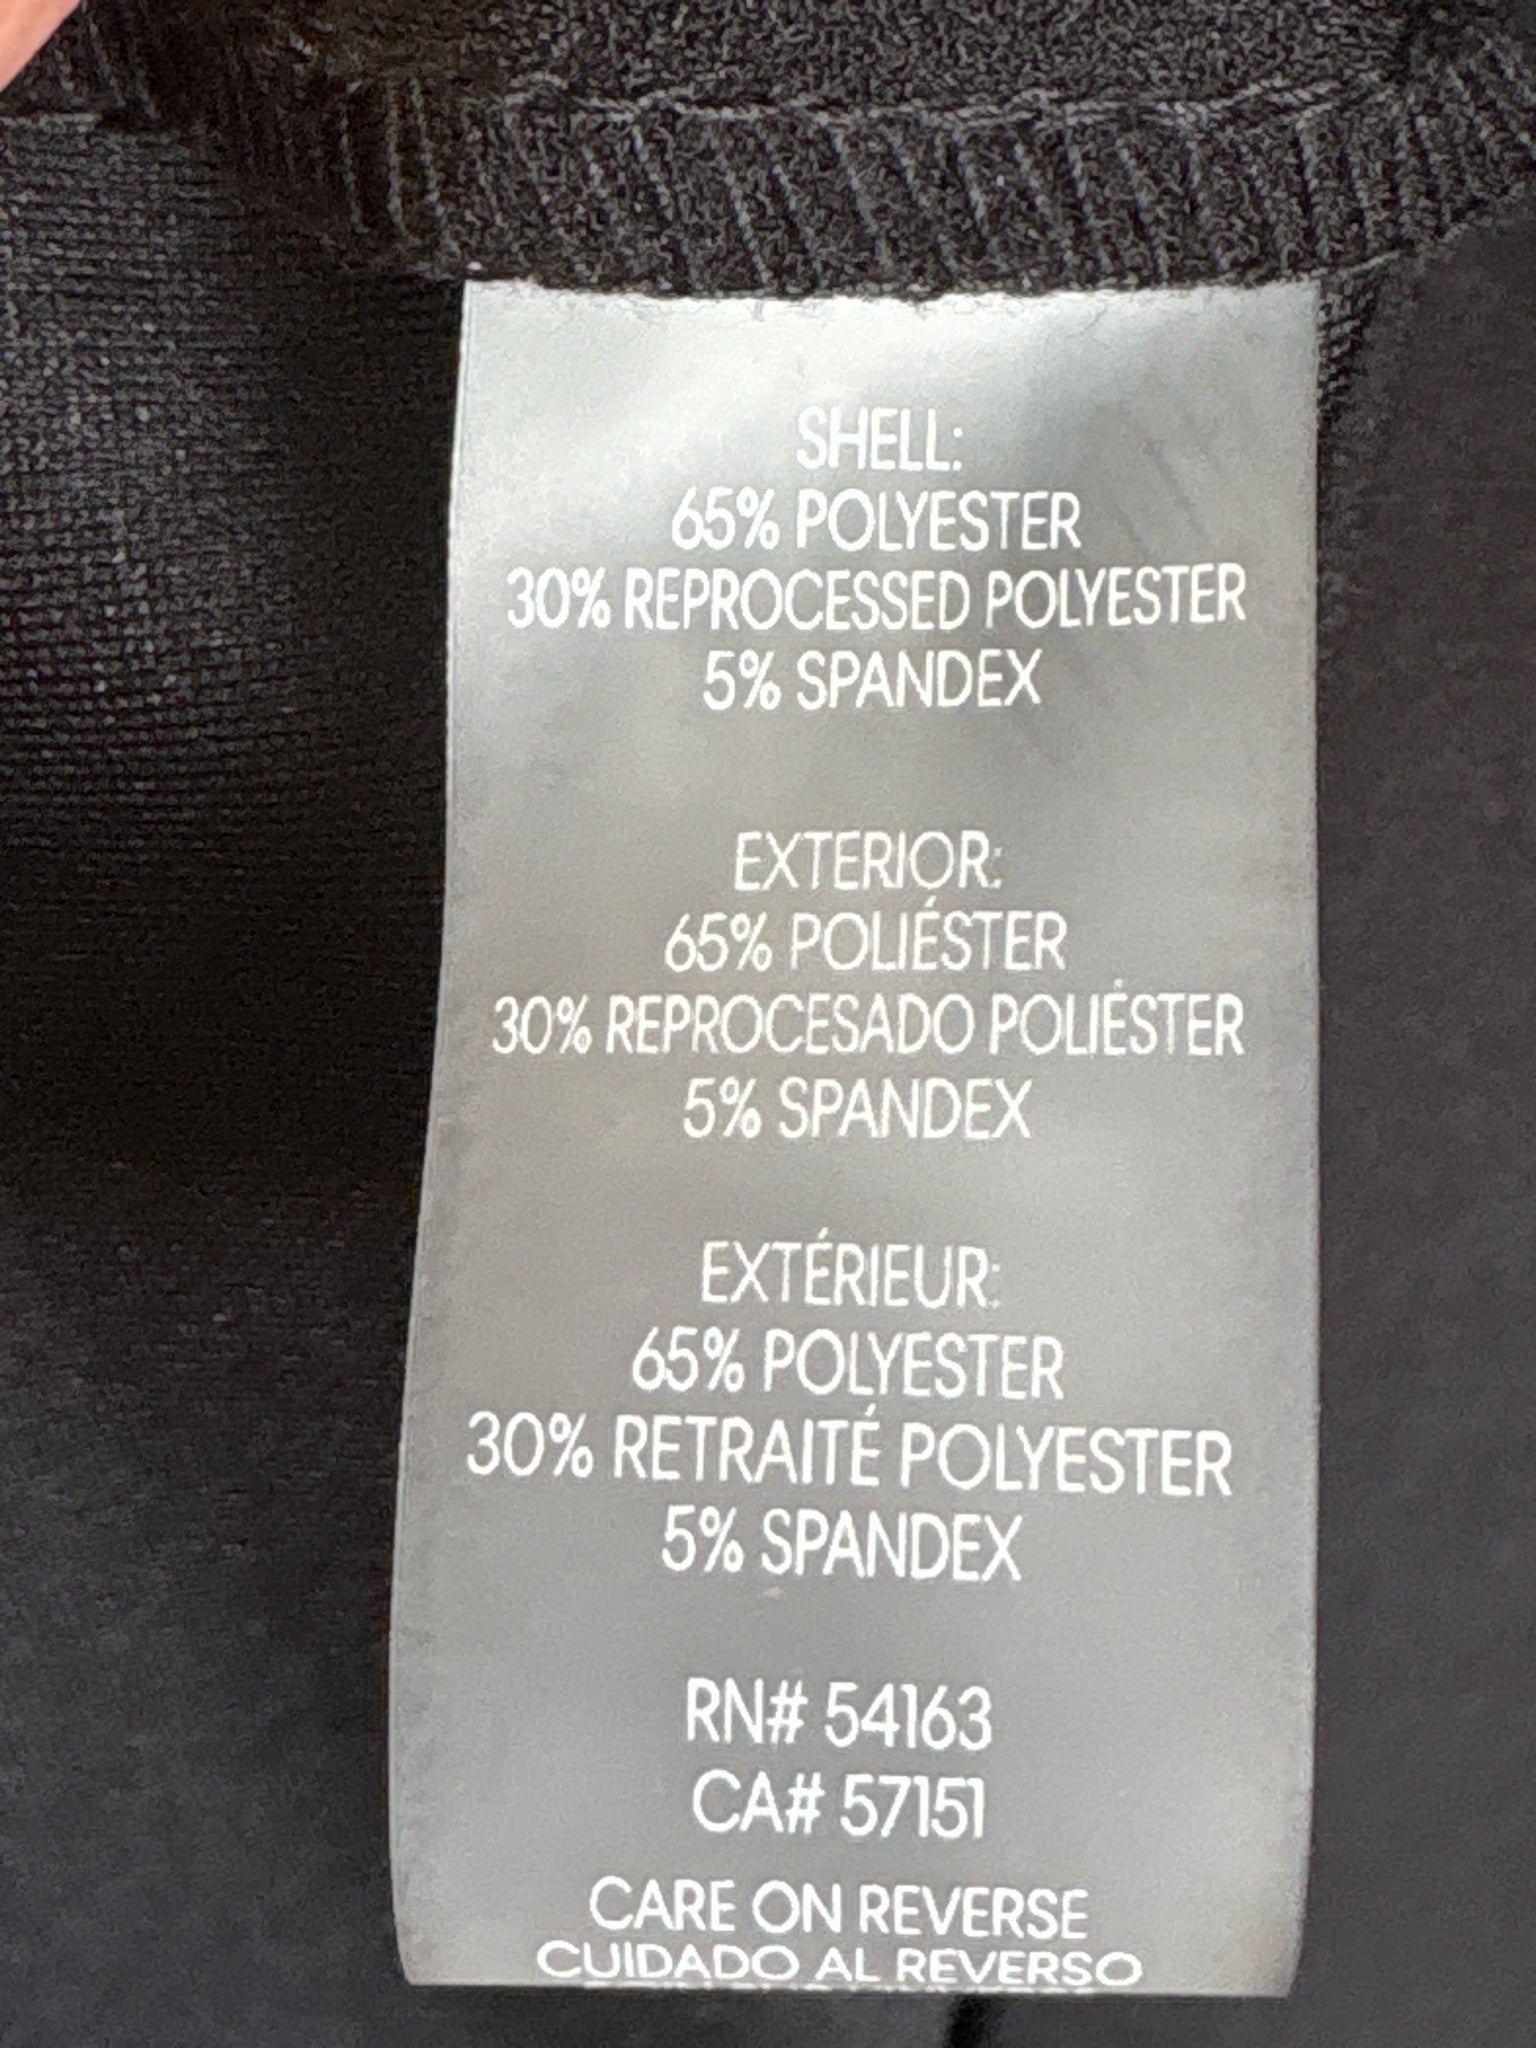 SHELL:
65% POLYESTER
30% REPROCESSED POLYESTER
5% SPANDEX
EXTERIOR:
65% POLIÉSTER
30% REPROCESADO POLIÉSTER
5% SPANDEX
EXTÉRIEUR:
65% POLYESTER
30% RETRAITÉ POLYESTER
5% SPANDEX
RN# 54163
CA# 57151
CARE ON REVERSE
CUIDADO AL REVERSO